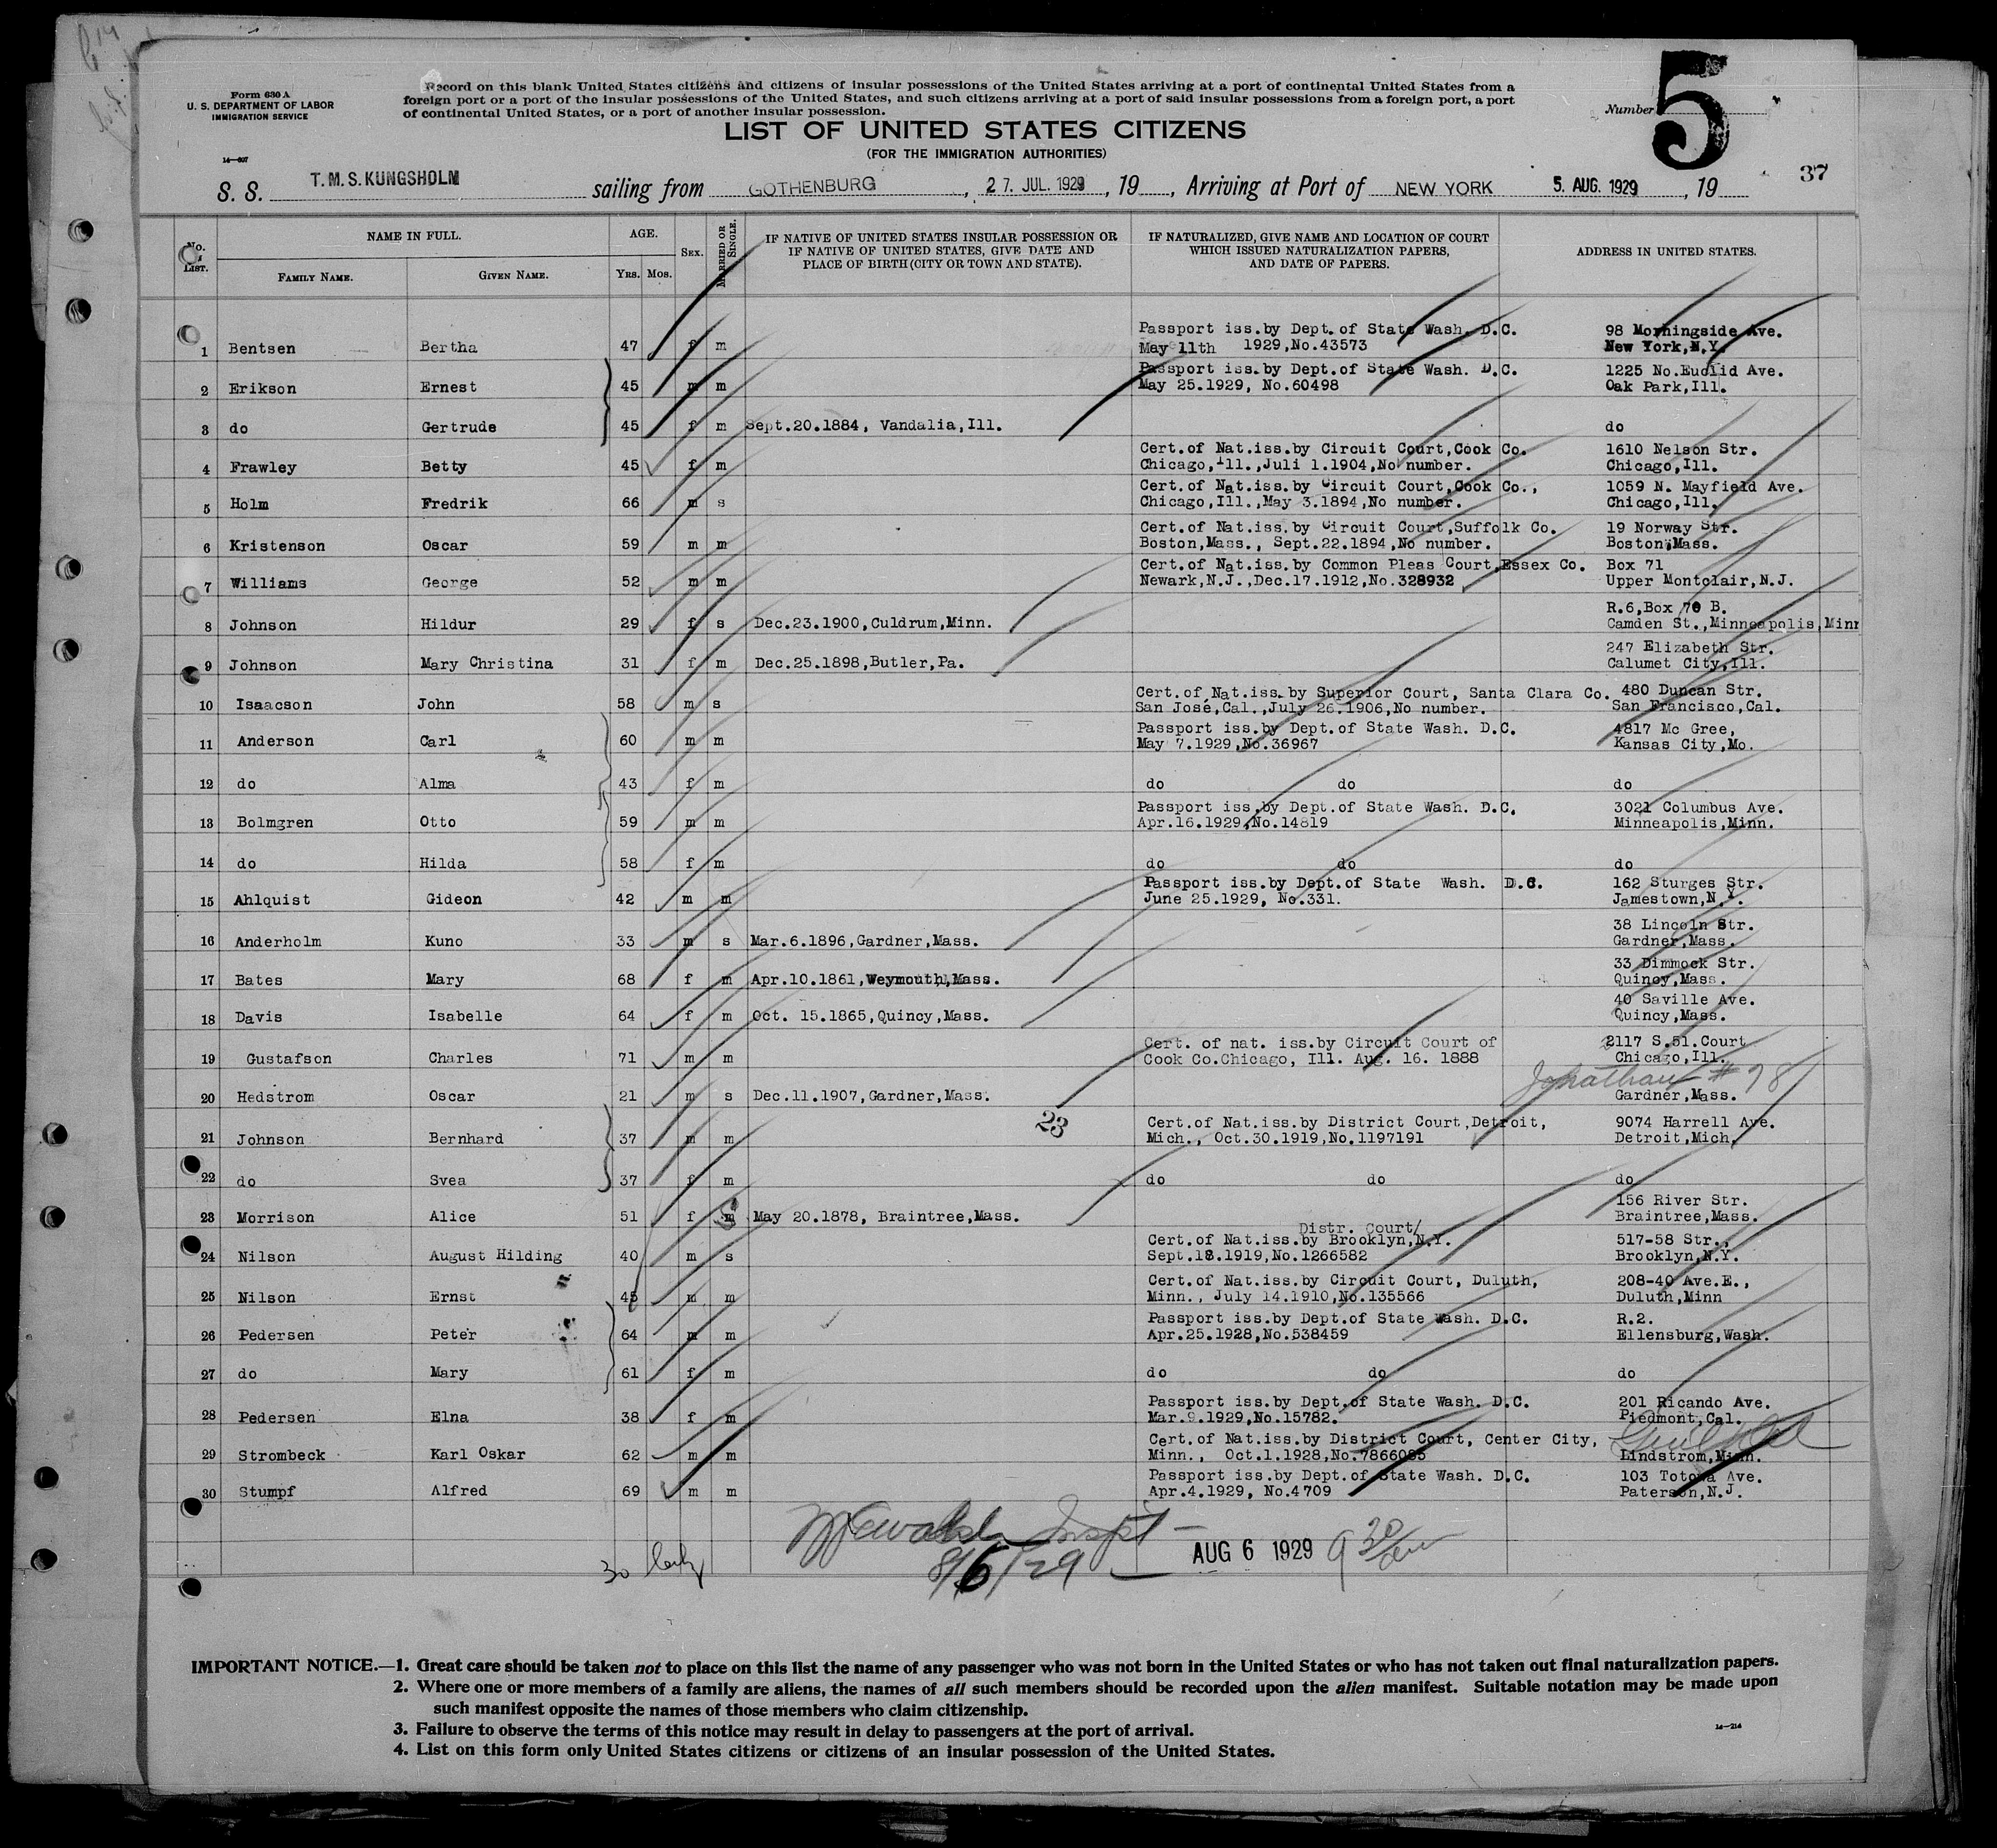 Form 630 A
U. S. DEPARTMENT OF LABOR
IMMIGRATION SERVICE
Record on this blank United States citizens and citizens of insular possessions of the United States arriving at a port of continental United States from a
foreign port or a port of the insular possessions of the United States, and such citizens arriving at a port of said insular possessions from a foreign port, a port
of continental United States, or a port of another insular possession.
Number 5
LIST OF UNITED STATES CITIZENS
(FOR THE IMMIGRATION AUTHORITIES)
37
S. S. T.M.S.KUNGSHOLM sailing from GOTHENBURG, 27. JUL. 1929, 19, Arriving at Port of NEW YORK 5. AUG. 1929, 19
No. LIST. NAME IN FULL. FAMILY NAME. GIVEN NAME. AGE. YRS. MOS. SEX. MARRIED OR SINGLE. IF NATIVE OF UNITED STATES INSULAR POSSESSION OR IF NATIVE OF UNITED STATES, GIVE DATE AND PLACE OF BIRTH (CITY OR TOWN AND STATE). IF NATURALIZED, GIVE NAME AND LOCATION OF COURT WHICH ISSUED NATURALIZATION PAPERS, AND DATE OF PAPERS. ADDRESS IN UNITED STATES.
Passport iss.by Dept.of State Wash. D.C. 98 Morningside Ave.
1 Bentsen Bertha 47 f m May 11th 1929,No.43573 New York,N.Y.
Passport iss.by Dept.of State Wash. D.C. 1225 No.Euclid Ave.
2 Erikson Ernest 45 m m May 25.1929, No.60498 Oak Park,Ill.
3 do Gertrude 45 f m Sept.20.1884, Vandalia,Ill. do
Cert.of Nat.iss.by Circuit Court,Cook Co. 1610 Nelson Str.
4 Frawley Betty 45 f m Chicago,Ill.,Juli 1.1904,No number. Chicago,Ill.
Cert.of Nat.iss.by Circuit Court,Cook Co., 1059 N. Mayfield Ave.
5 Holm Fredrik 66 m s Chicago,Ill.,May 3.1894,No number. Chicago,Ill.
Cert.of Nat.iss.by Circuit Court,Suffolk Co. 19 Norway Str.
6 Kristenson Oscar 59 m m Boston,Mass., Sept.22.1894,No number. Boston,Mass.
Cert.of Nat.iss.by Common Pleas Court,Essex Co. Box 71
7 Williams George 52 m m Newark,N.J.,Dec.17.1912,No.328932 Upper Montclair,N.J.
R.6,Box 70 B.
8 Johnson Hildur 29 f s Dec.23.1900,Culdrum,Minn. Camden St.,Minneapolis,Minn
247 Elizabeth Str.
9 Johnson Mary Christina 31 f m Dec.25.1898,Butler,Pa. Calumet City,Ill.
Cert.of Nat.iss.by Superior Court, Santa Clara Co. 480 Duncan Str.
10 Isaacson John 58 m s San José,Cal.,July 26.1906,No number. San Francisco,Cal.
Passport iss.by Dept.of State Wash. D.C. 4817 Mc Gree,
11 Anderson Carl 60 m m May 7.1929,No.36967 Kansas City,Mo.
12 do Alma 43 f m do do do
Passport iss.by Dept.of State Wash. D.C. 3021 Columbus Ave.
13 Bolmgren Otto 59 m m Apr.16.1929,No.14819 Minneapolis,Minn.
14 do Hilda 58 f m do do do
Passport iss.by Dept.of State Wash. D.C. 162 Sturges Str.
15 Ahlquist Gideon 42 m m June 25.1929, No.331. Jamestown,N.Y.
38 Lincoln Str.
16 Anderholm Kuno 33 m s Mar.6.1896,Gardner,Mass. Gardner,Mass.
33 Dimmock Str.
17 Bates Mary 68 f m Apr.10.1861,Weymouth,Mass. Quincy,Mass.
40 Saville Ave.
18 Davis Isabelle 64 f m Oct. 15.1865,Quincy,Mass. Quincy,Mass.
Cert. of nat. iss.by Circuit Court of 2117 S.51.Court
19 Gustafson Charles 71 m m Cook Co.Chicago, Ill. Aug. 16. 1888 Chicago,Ill.
Jonathan # 98
20 Hedstrom Oscar 21 m s Dec.11.1907,Gardner,Mass. Gardner,Mass.
23
Cert.of Nat.iss.by District Court,Detroit, 9074 Harrell Ave.
21 Johnson Bernhard 37 m m Mich., Oct.30.1919,No.1197191 Detroit,Mich.
22 do Svea 37 f m do do do
156 River Str.
23 Morrison Alice 51 f m S May 20.1878, Braintree,Mass. Braintree,Mass.
Distr. Court/
Cert.of Nat.iss.by Brooklyn,N.Y. 517-58 Str.,
24 Nilson August Hilding 40 m s Sept.18.1919,No.1266582 Brooklyn,N.Y.
Cert.of Nat.iss.by Circuit Court, Duluth, 208-40 Ave.E.,
25 Nilson Ernst 45 m m Minn., July 14.1910,No.135566 Duluth,Minn
Passport iss.by Dept.of State Wash. D.C. R.2.
26 Pedersen Peter 64 m m Apr.25.1928,No.538459 Ellensburg,Wash.
27 do Mary 61 f m do do do
Passport iss.by Dept.of State Wash. D.C. 201 Ricando Ave.
28 Pedersen Elna 38 f m Mar.9.1929,No.15782. Piedmont,Cal.
Cert.of Nat.iss.by District Court, Center City,
29 Strombeck Karl Oskar 62 m m Minn., Oct.1.1928,No.7866085 Lindstrom,Minn.
Passport iss.by Dept.of State Wash. D.C. 103 Totowa Ave.
30 Stumpf Alfred 69 m m Apr.4.1929, No.4709 Paterson,N.J.
Inspt
30 8/6/29 AUG 6 1929 9 30
IMPORTANT NOTICE.—1. Great care should be taken not to place on this list the name of any passenger who was not born in the United States or who has not taken out final naturalization papers.
2. Where one or more members of a family are aliens, the names of all such members should be recorded upon the alien manifest. Suitable notation may be made upon
such manifest opposite the names of those members who claim citizenship.
3. Failure to observe the terms of this notice may result in delay to passengers at the port of arrival.
4. List on this form only United States citizens or citizens of an insular possession of the United States.